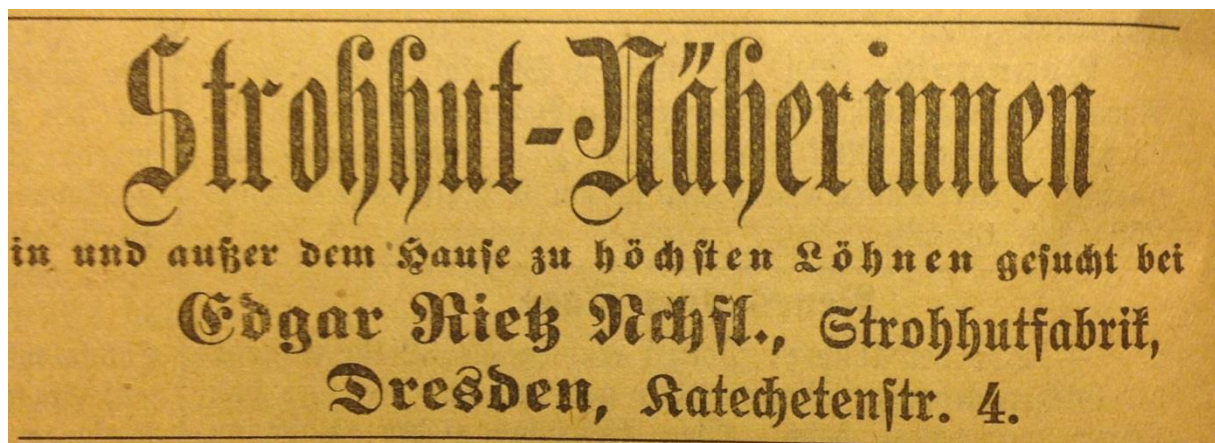 Strohhut-Näherinnen
in und außer dem Hause zu höchsten Löhnen gesucht bei
Edgar Rietz Nchfl., Strohhutfabrik,
Dresden, Katechetenstr. 4.